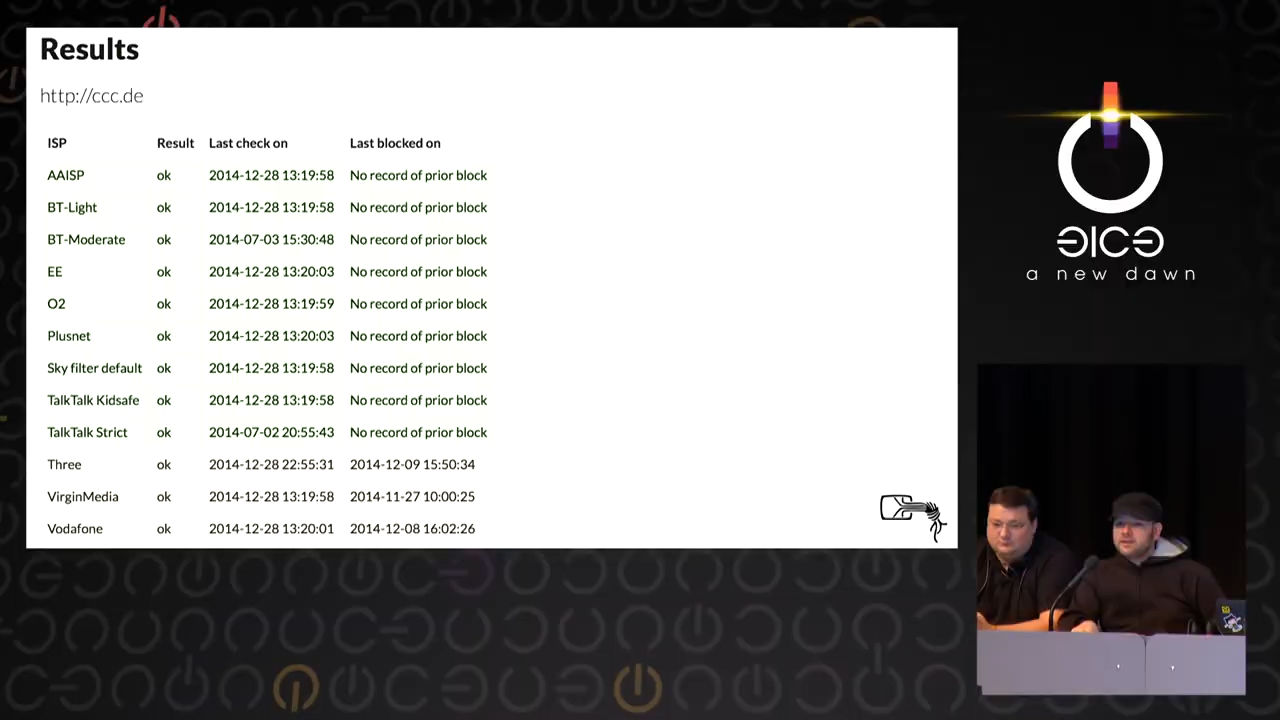 Results
http://ccc.de
ISP Result Last check on Last blocked on
AAISP ok 2014-12-28 13:19:58 No record of prior block
BT-Light ok 2014-12-28 13:19:58 No record of prior block
BT-Moderate ok 2014-07-03 15:30:48 No record of prior block
EE ok 2014-12-28 13:20:03 No record of prior block
O2 ok 2014-12-28 13:19:59 No record of prior block
Plusnet ok 2014-12-28 13:20:03 No record of prior block
Sky filter default ok 2014-12-28 13:19:58 No record of prior block
TalkTalk Kidsafe ok 2014-12-28 13:19:58 No record of prior block
TalkTalk Strict ok 2014-07-02 20:55:43 No record of prior block
Three ok 2014-12-28 22:55:31 2014-12-09 15:50:34
VirginMedia ok 2014-12-28 13:19:58 2014-11-27 10:00:25
Vodafone ok 2014-12-28 13:20:01 2014-12-08 16:02:26
31C3
a new dawn